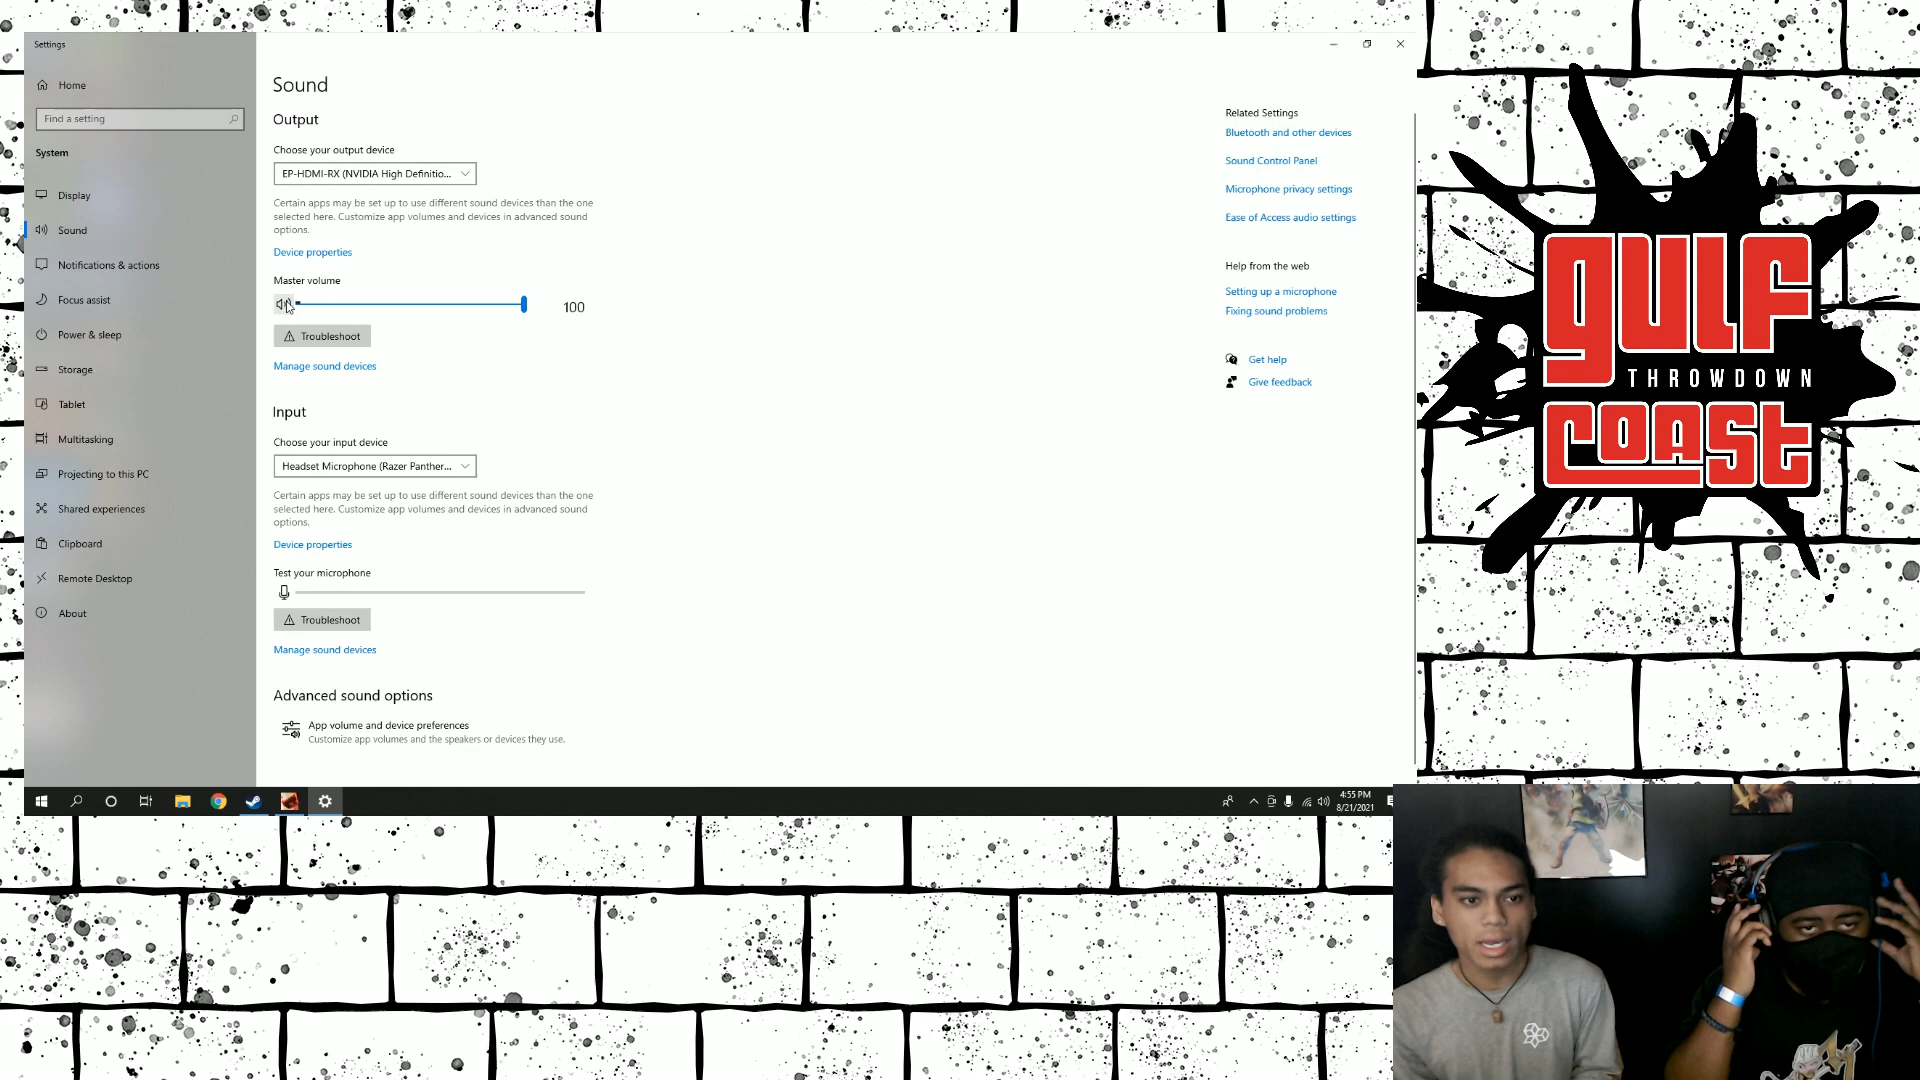 Settings
Home
Find a setting
System
Display
Sound
Notifications & actions
Focus assist
Power & sleep
Storage
Tablet
Multitasking
Projecting to this PC
Shared experiences
Clipboard
Remote Desktop
About
Sound
Output
Choose your output device
EP-HDMI-RX (NVIDIA High Definitio...
Certain apps may be set up to use different sound devices than the one
selected here. Customize app volumes and devices in advanced sound
options.
Device properties
Master volume
100
Troubleshoot
Manage sound devices
Input
Choose your input device
Headset Microphone (Razer Panther...
Certain apps may be set up to use different sound devices than the one
selected here. Customize app volumes and devices in advanced sound
options.
Device properties
Test your microphone
Troubleshoot
Manage sound devices
Advanced sound options
App volume and device preferences
Customize app volumes and the speakers or devices they use.
Related Settings
Bluetooth and other devices
Sound Control Panel
Microphone privacy settings
Ease of Access audio settings
Help from the web
Setting up a microphone
Fixing sound problems
Get help
Give feedback
4:55 PM
8/21/2021
gulf
THROWDOWN
coast